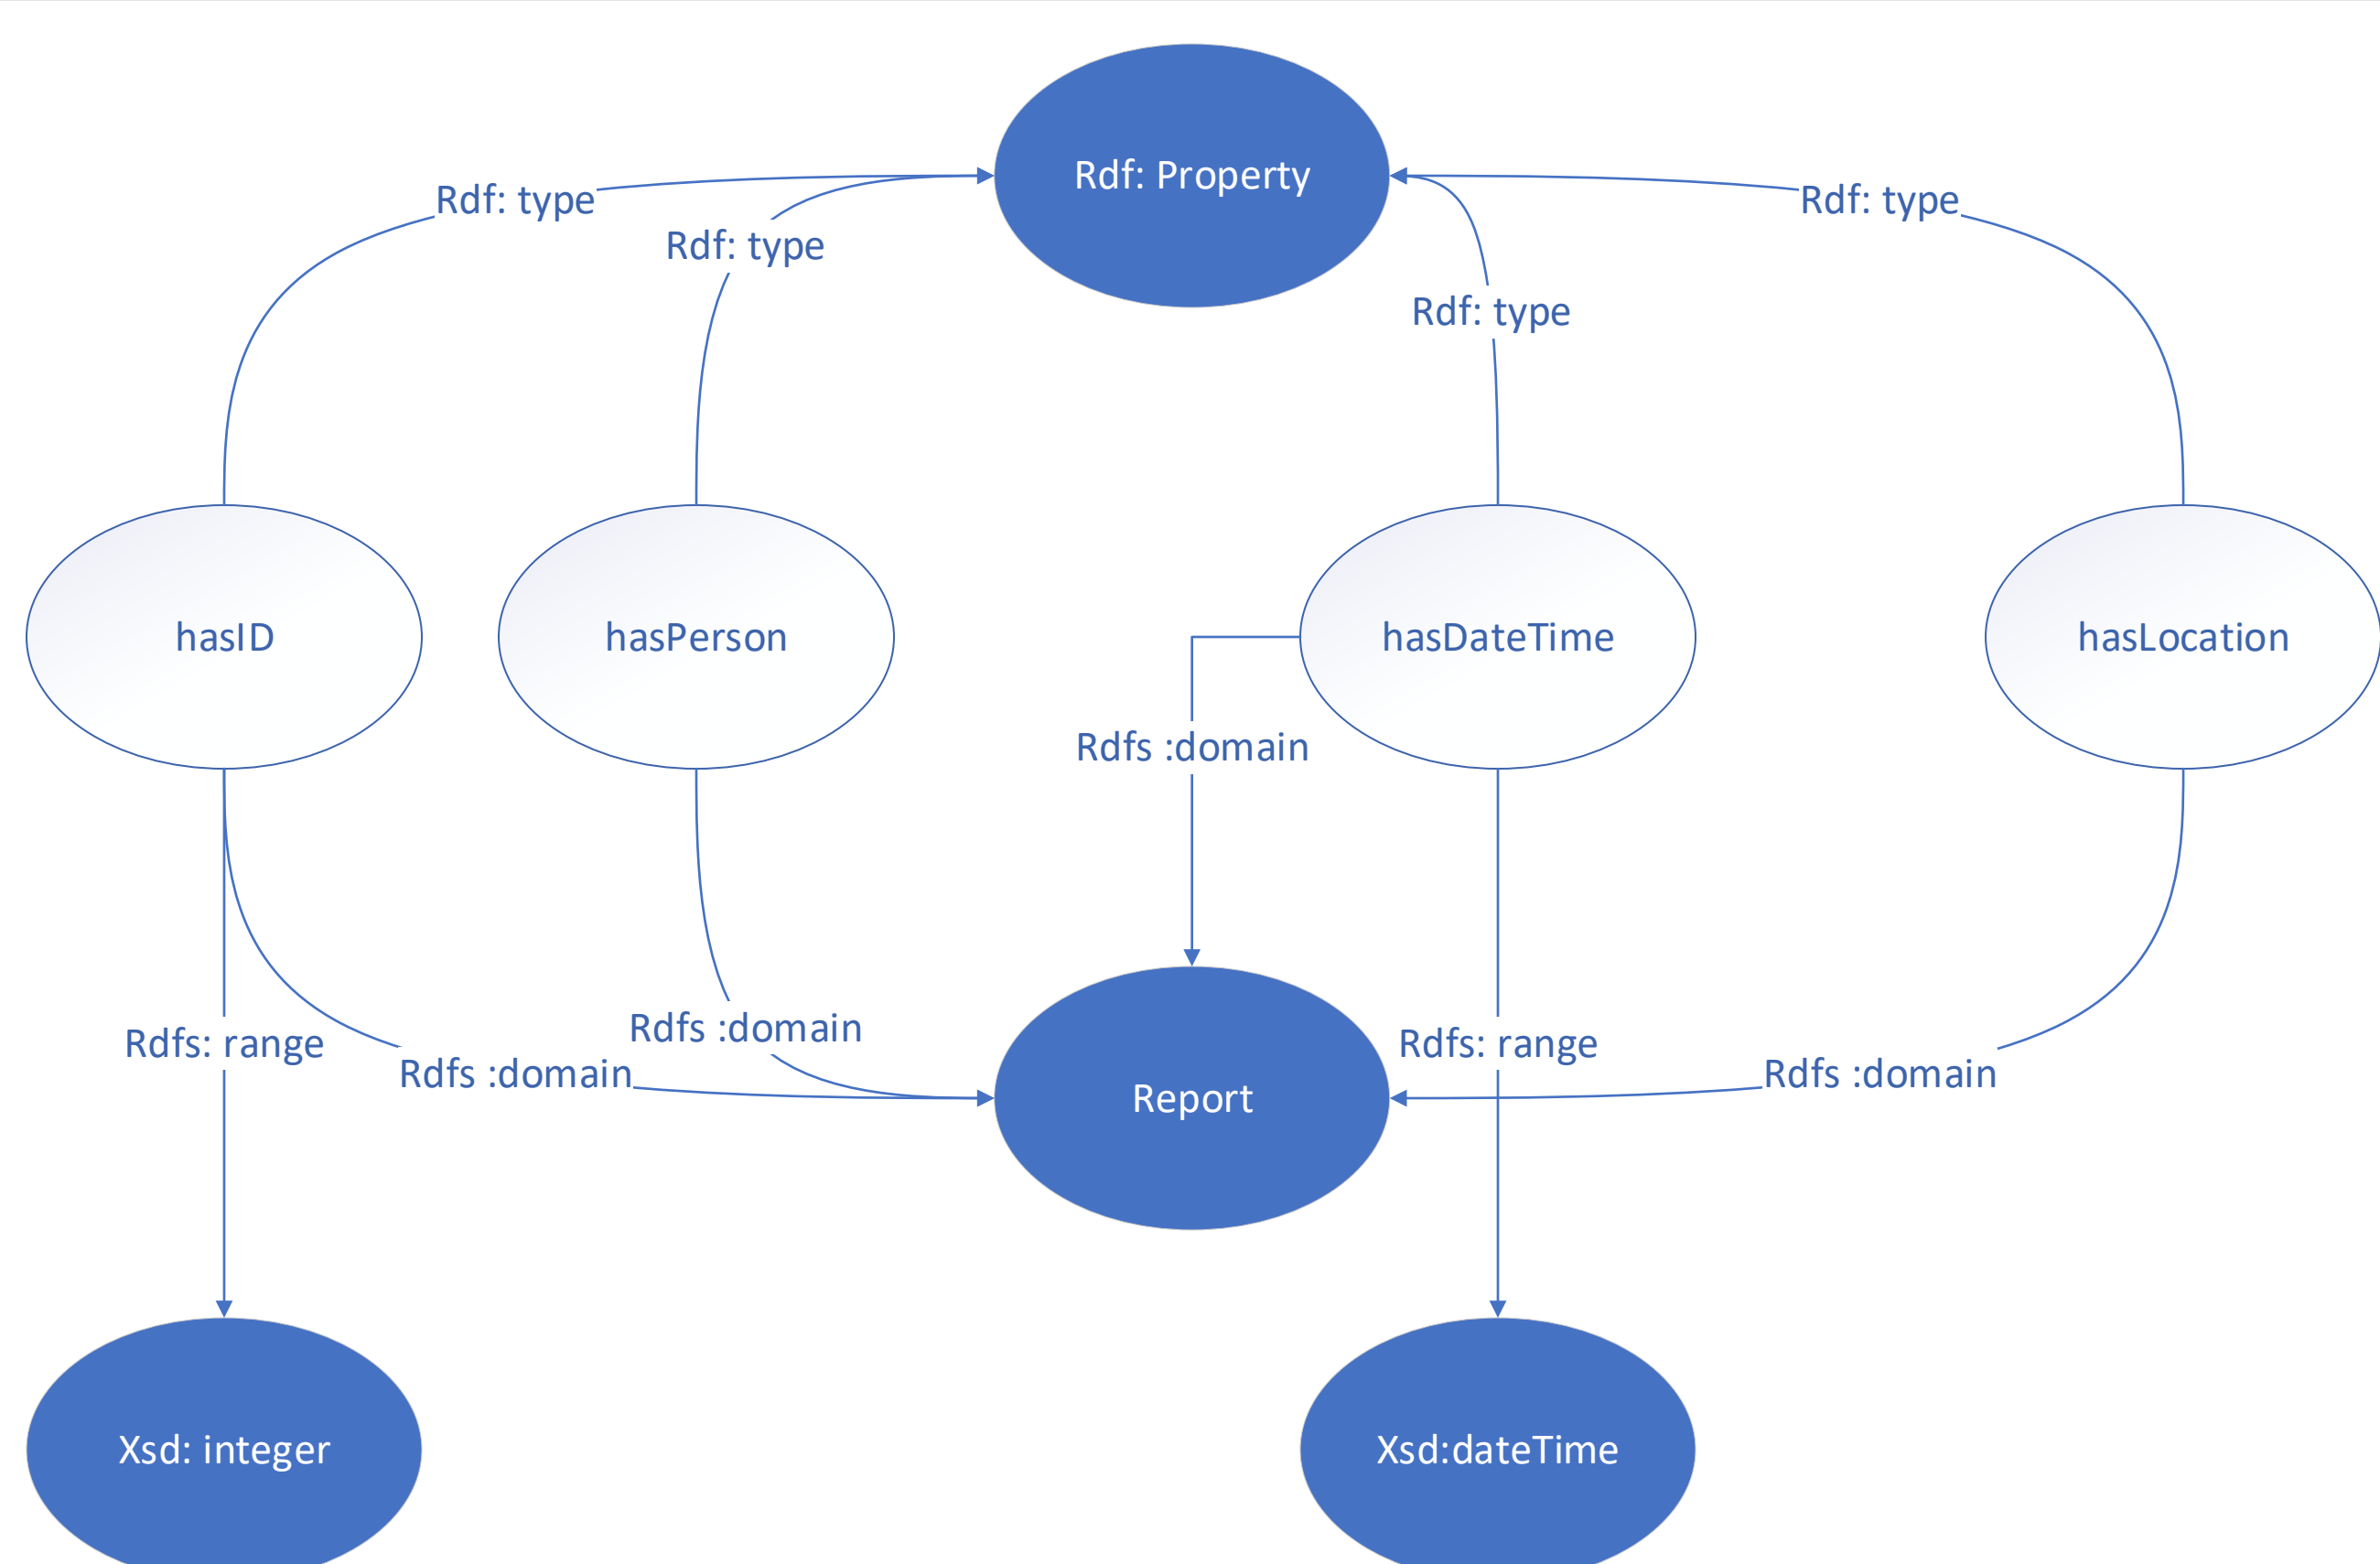 Rdf: Property
Rdf: type
Rdf: type
Rdf: type
Rdf: type
hasID
hasPerson
hasDateTime
hasLocation
Rdfs :domain
Rdfs :domain
Rdfs: range
Rdfs: range
Rdfs :domain
Rdfs :domain
Report
Xsd: integer
Xsd:dateTime